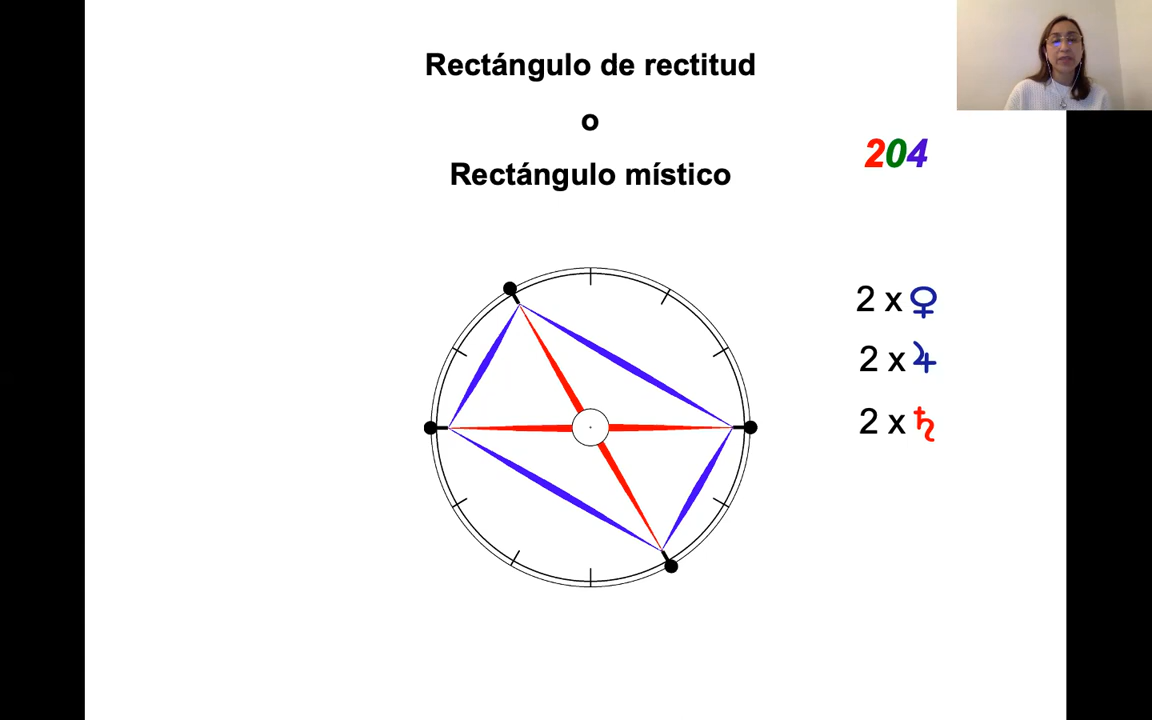 Rectángulo de rectitud
o
Rectángulo místico
204
2 x ♀
2 x ♃
2 x ♄